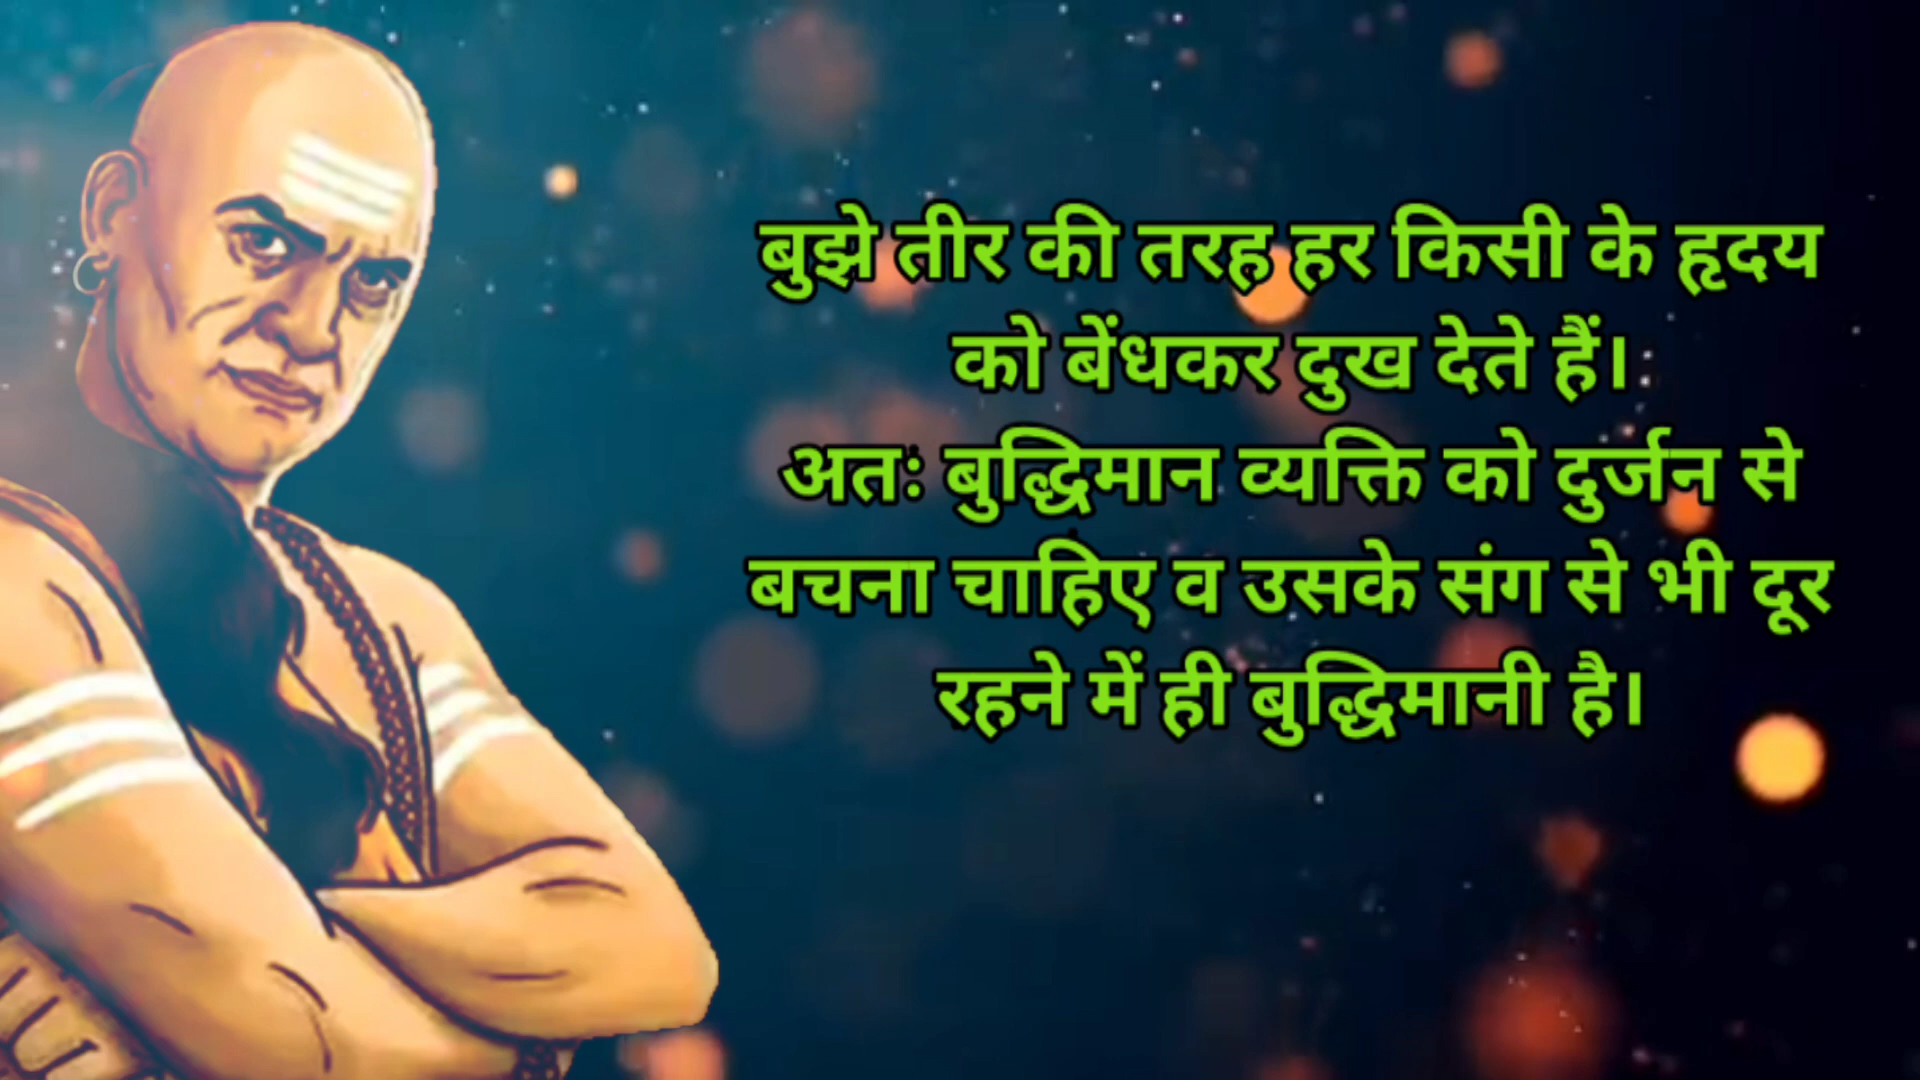 बुझे तीर की तरह हर किसी के हृदय
को बेंधकर दुख देते हैं।
अतः बुद्धिमान व्यक्ति को दुर्जन से
बचना चाहिए व उसके संग से भी दूर
रहने में ही बुद्धिमानी है।